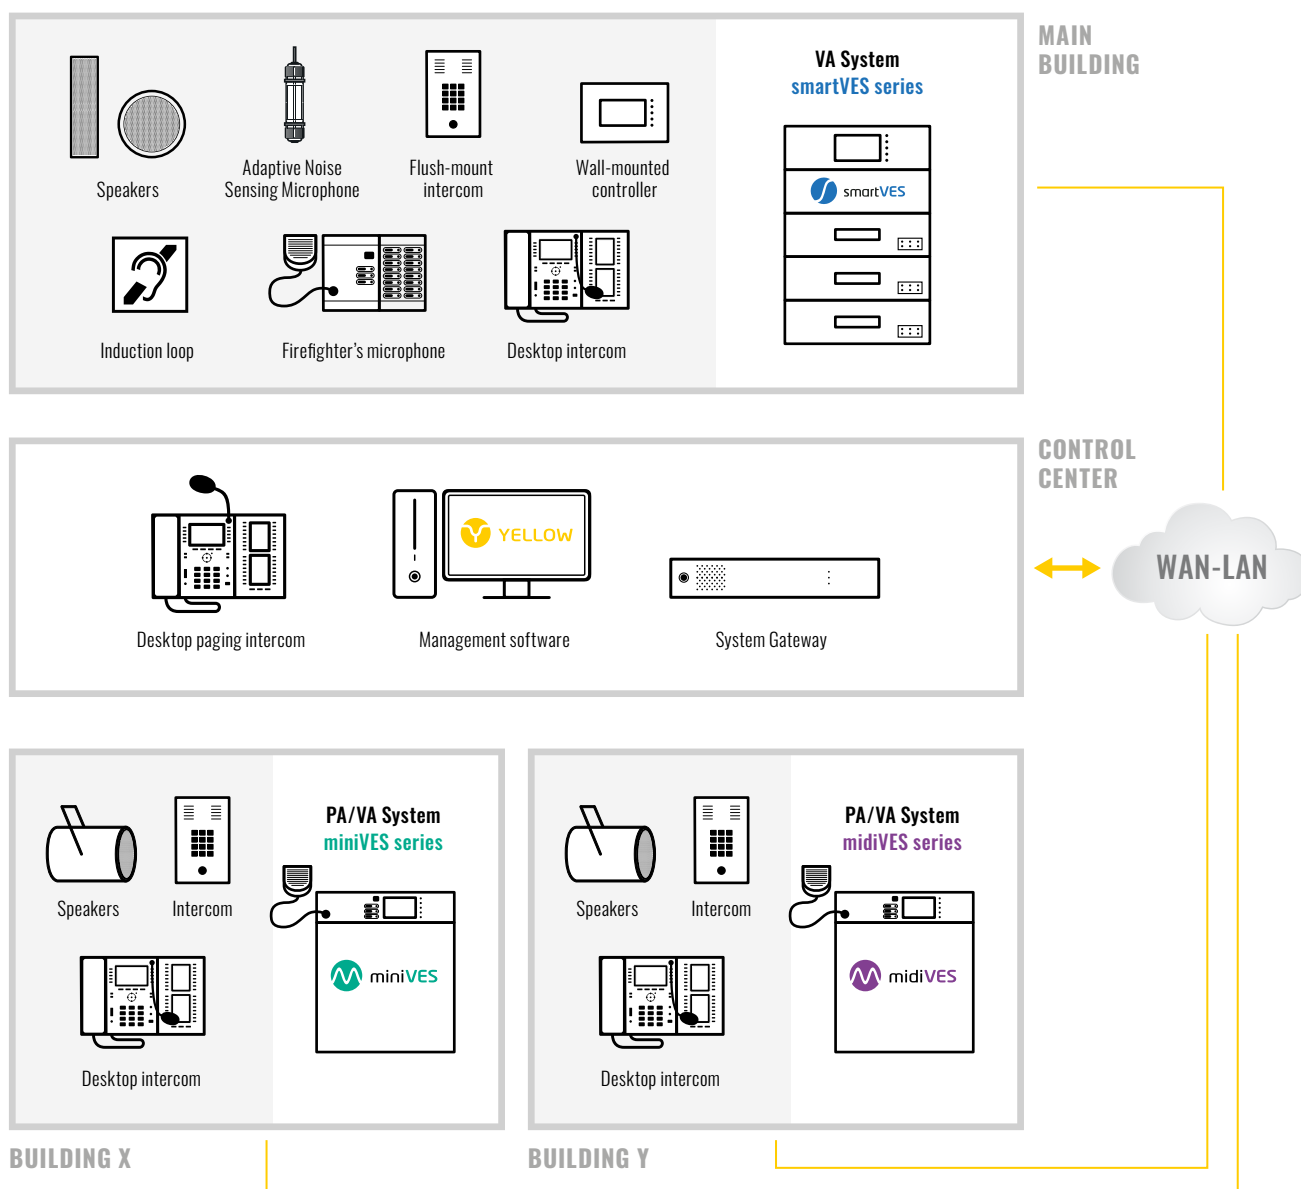 MAIN
BUILDING
VA System
smartVES series
smartVES
Speakers
Adaptive Noise
Sensing Microphone
Flush-mount
intercom
Wall-mounted
controller
Induction loop
Firefighter's microphone
Desktop intercom
CONTROL
CENTER
YELLOW
Desktop paging intercom
Management software
System Gateway
WAN-LAN
PA/VA System
miniVES series
Speakers
Intercom
miniVES
Desktop intercom
BUILDING X
PA/VA System
midiVES series
Speakers
Intercom
midiVES
Desktop intercom
BUILDING Y